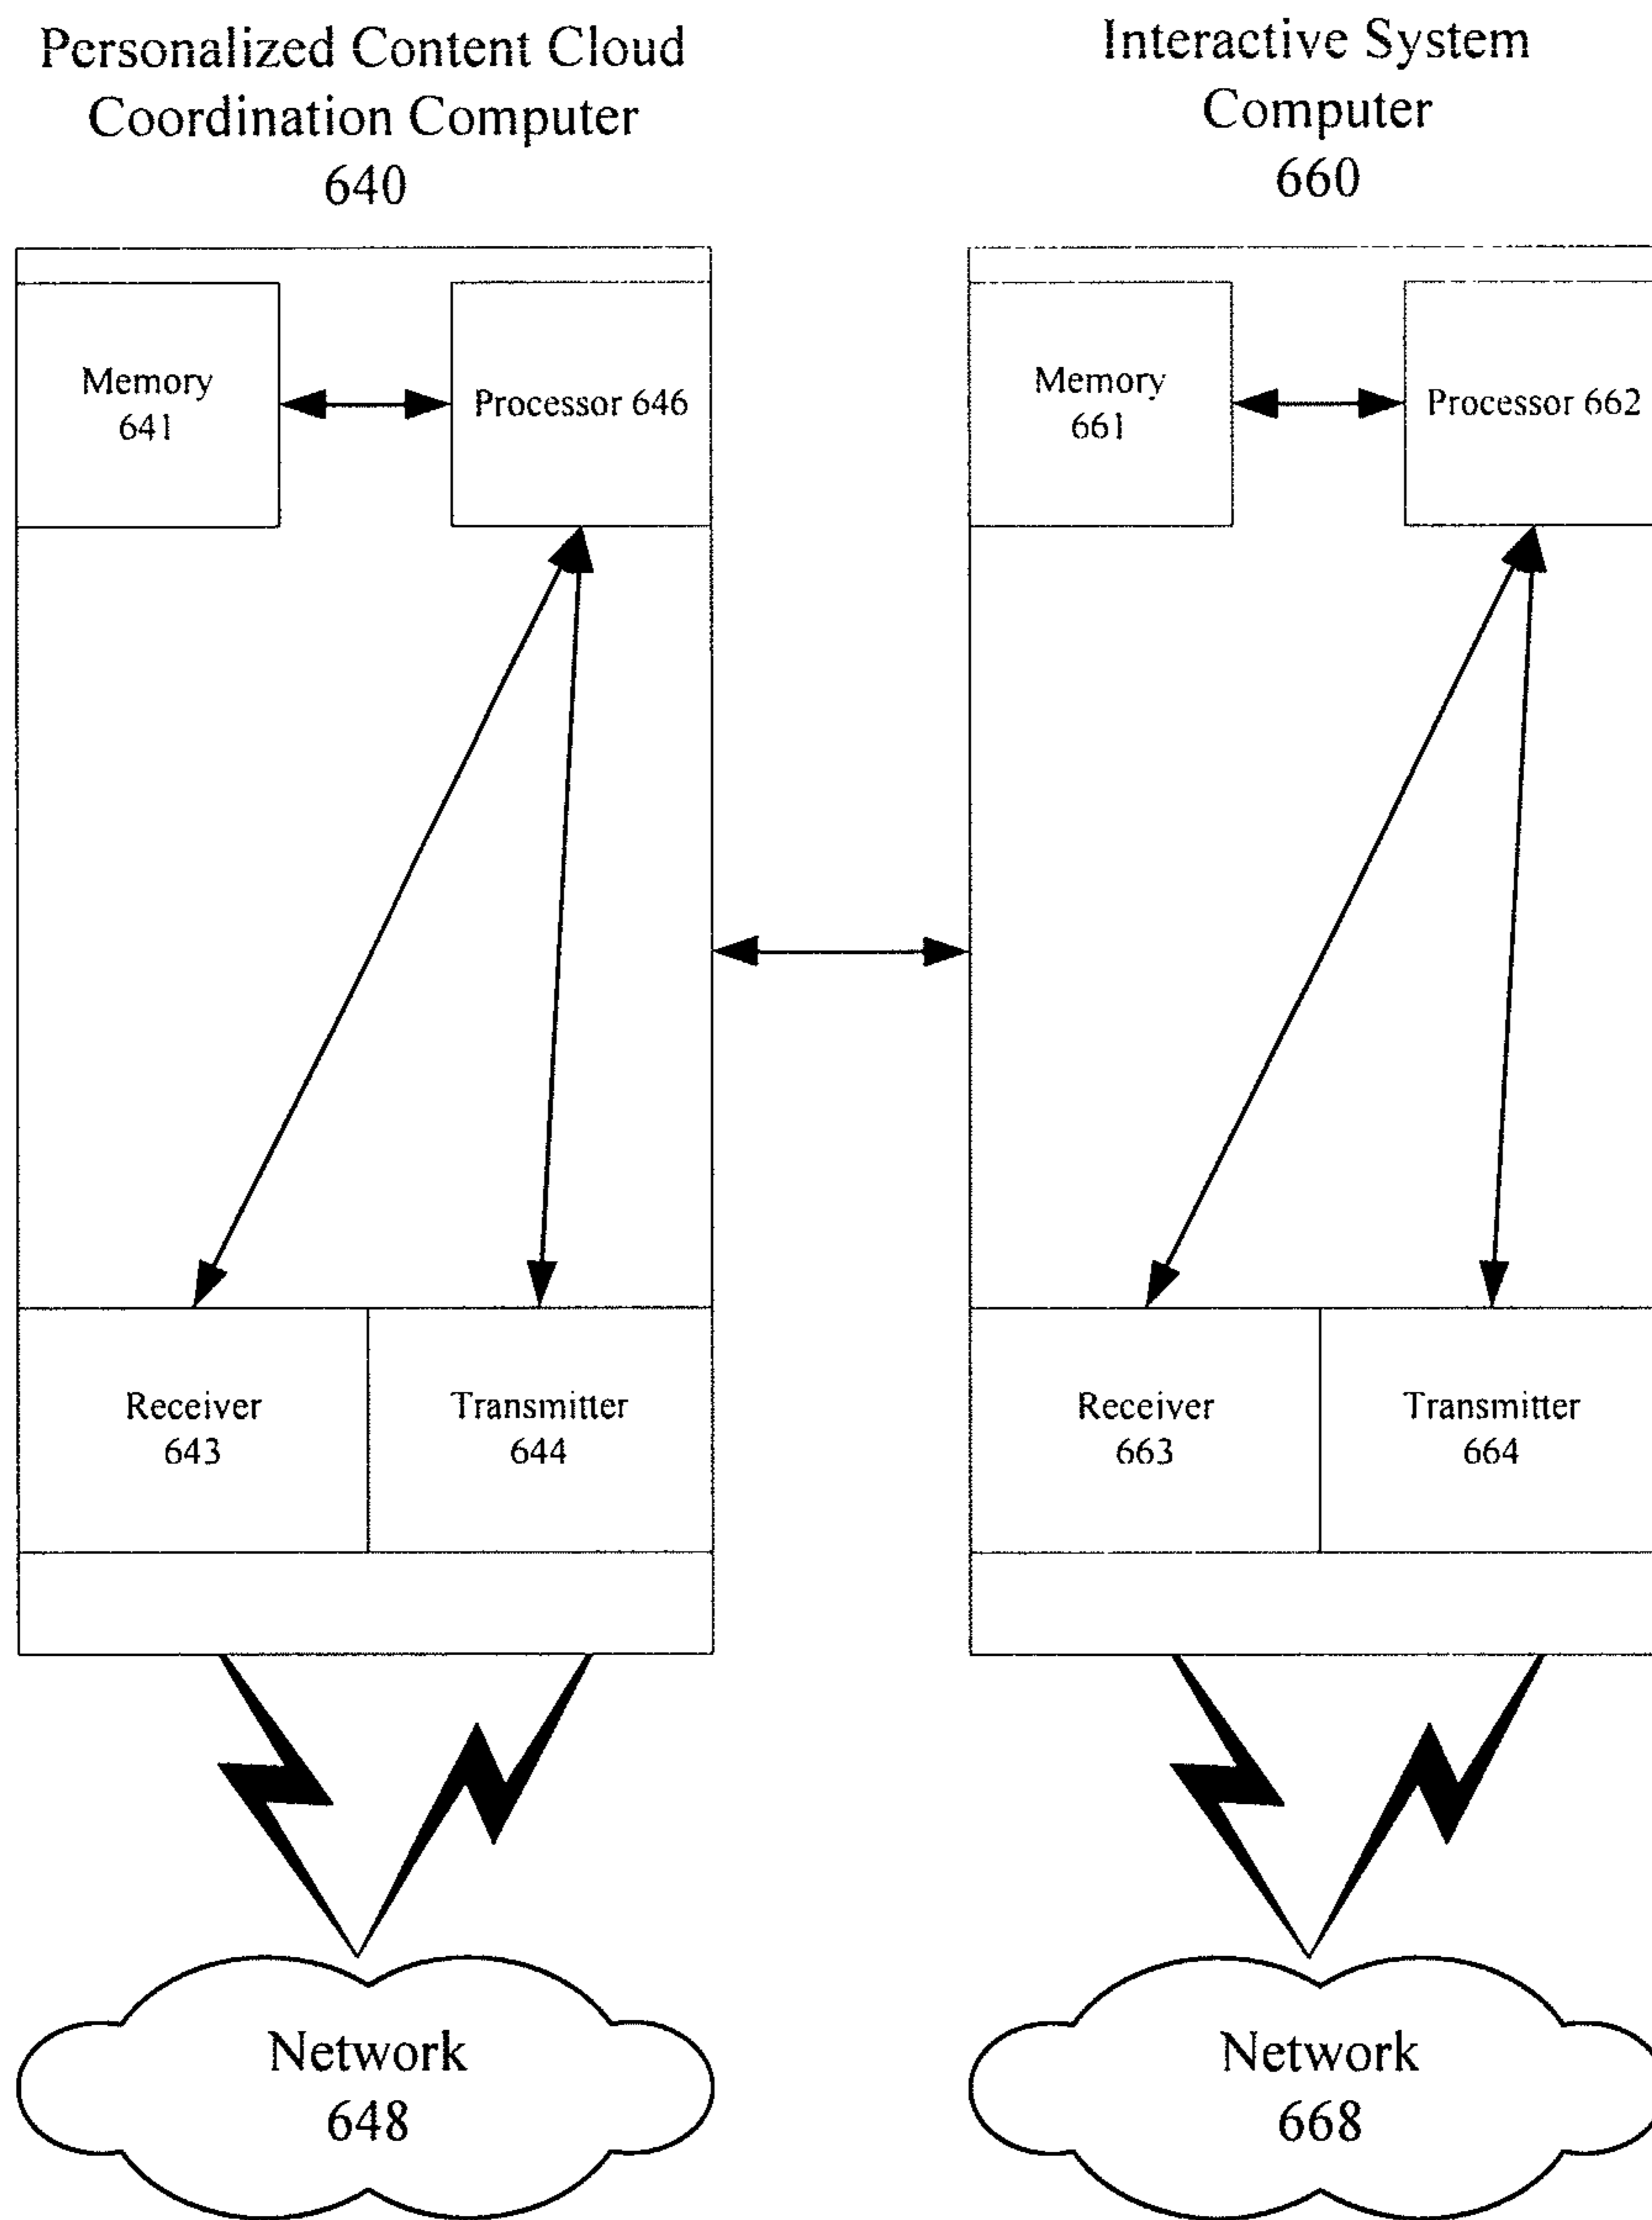 Personalized Content Cloud
Coordination Computer
640
Memory
641
Processor 646
Receiver
643
Transmitter
644
Network
648
Interactive System
Computer
660
Memory
661
Processor 662
Receiver
663
Transmitter
664
Network
668